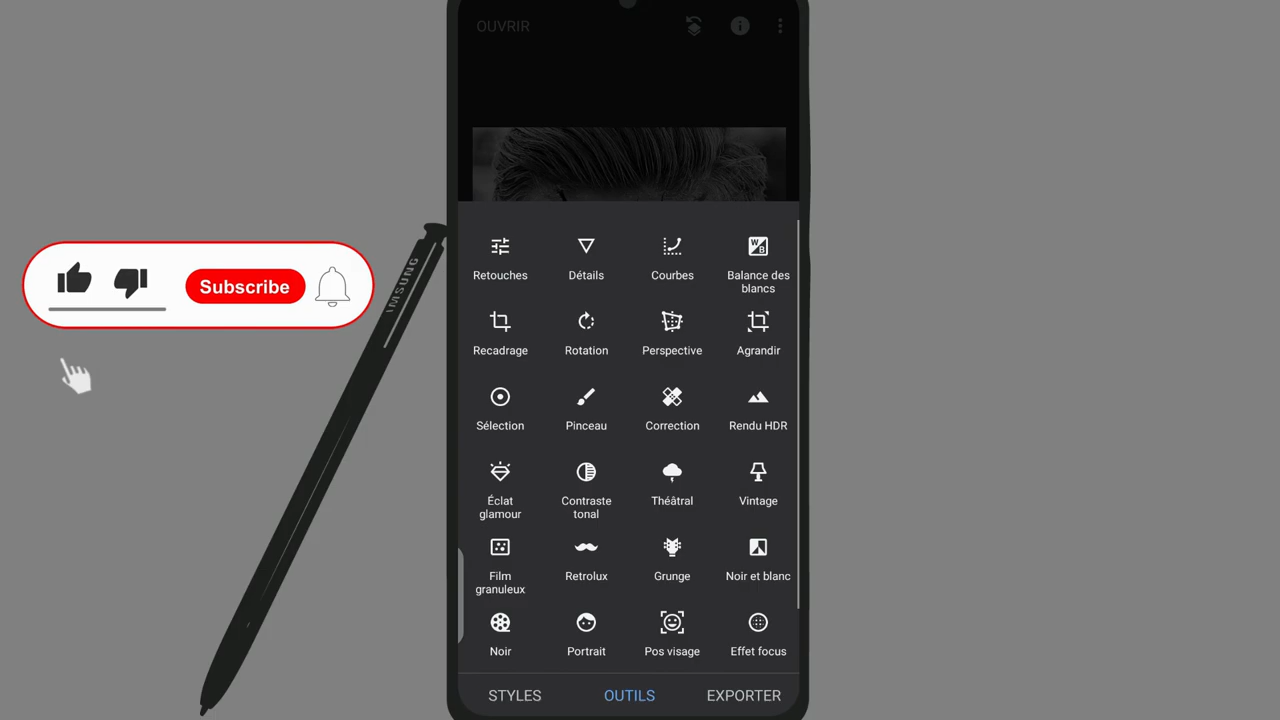 OUVRIR
Subscribe
Retouches
Détails
Courbes
Balance des
blancs
Recadrage
Rotation
Perspective
Agrandir
Sélection
Pinceau
Correction
Rendu HDR
Éclat
glamour
Contraste
tonal
Théâtral
Vintage
Film
granuleux
Retrolux
Grunge
Noir et blanc
Noir
Portrait
Pos visage
Effet focus
STYLES
OUTILS
EXPORTER